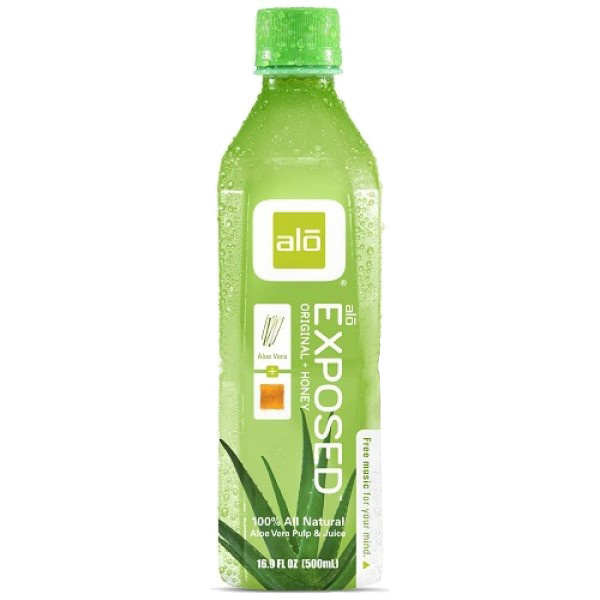 alō
®
alō
EXPOSED
ORIGINAL + HONEY
Aloe Vera
+
100% All Natural
Aloe Vera Pulp & Juice
16.9 FL OZ (500mL)
Free music for your mind.